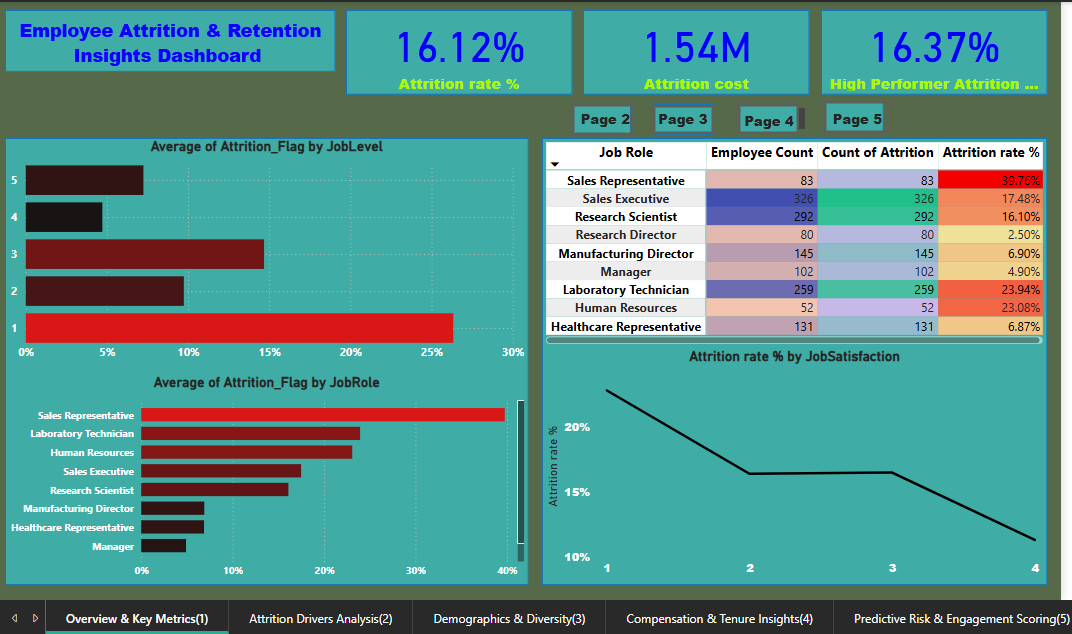 Employee Attrition & Retention
Insights Dashboard
16.12%
Attrition rate %
1.54M
Attrition cost
16.37%
High Performer Attrition ...
Page 2
Page 3
Page 4
Page 5
Average of Attrition_Flag by JobLevel
5
4
3
2
1
0% 5% 10% 15% 20% 25% 30%
Average of Attrition_Flag by JobRole
Sales Representative
Laboratory Technician
Human Resources
Sales Executive
Research Scientist
Manufacturing Director
Healthcare Representative
Manager
0% 10% 20% 30% 40%
Job Role Employee Count Count of Attrition Attrition rate %
Sales Representative 83 83 39.76%
Sales Executive 326 326 17.48%
Research Scientist 292 292 16.10%
Research Director 80 80 2.50%
Manufacturing Director 145 145 6.90%
Manager 102 102 4.90%
Laboratory Technician 259 259 23.94%
Human Resources 52 52 23.08%
Healthcare Representative 131 131 6.87%
Attrition rate % by JobSatisfaction
Attrition rate %
20%
15%
10%
1 2 3 4
Overview & Key Metrics(1) Attrition Drivers Analysis(2) Demographics & Diversity(3) Compensation & Tenure Insights(4) Predictive Risk & Engagement Scoring(5)